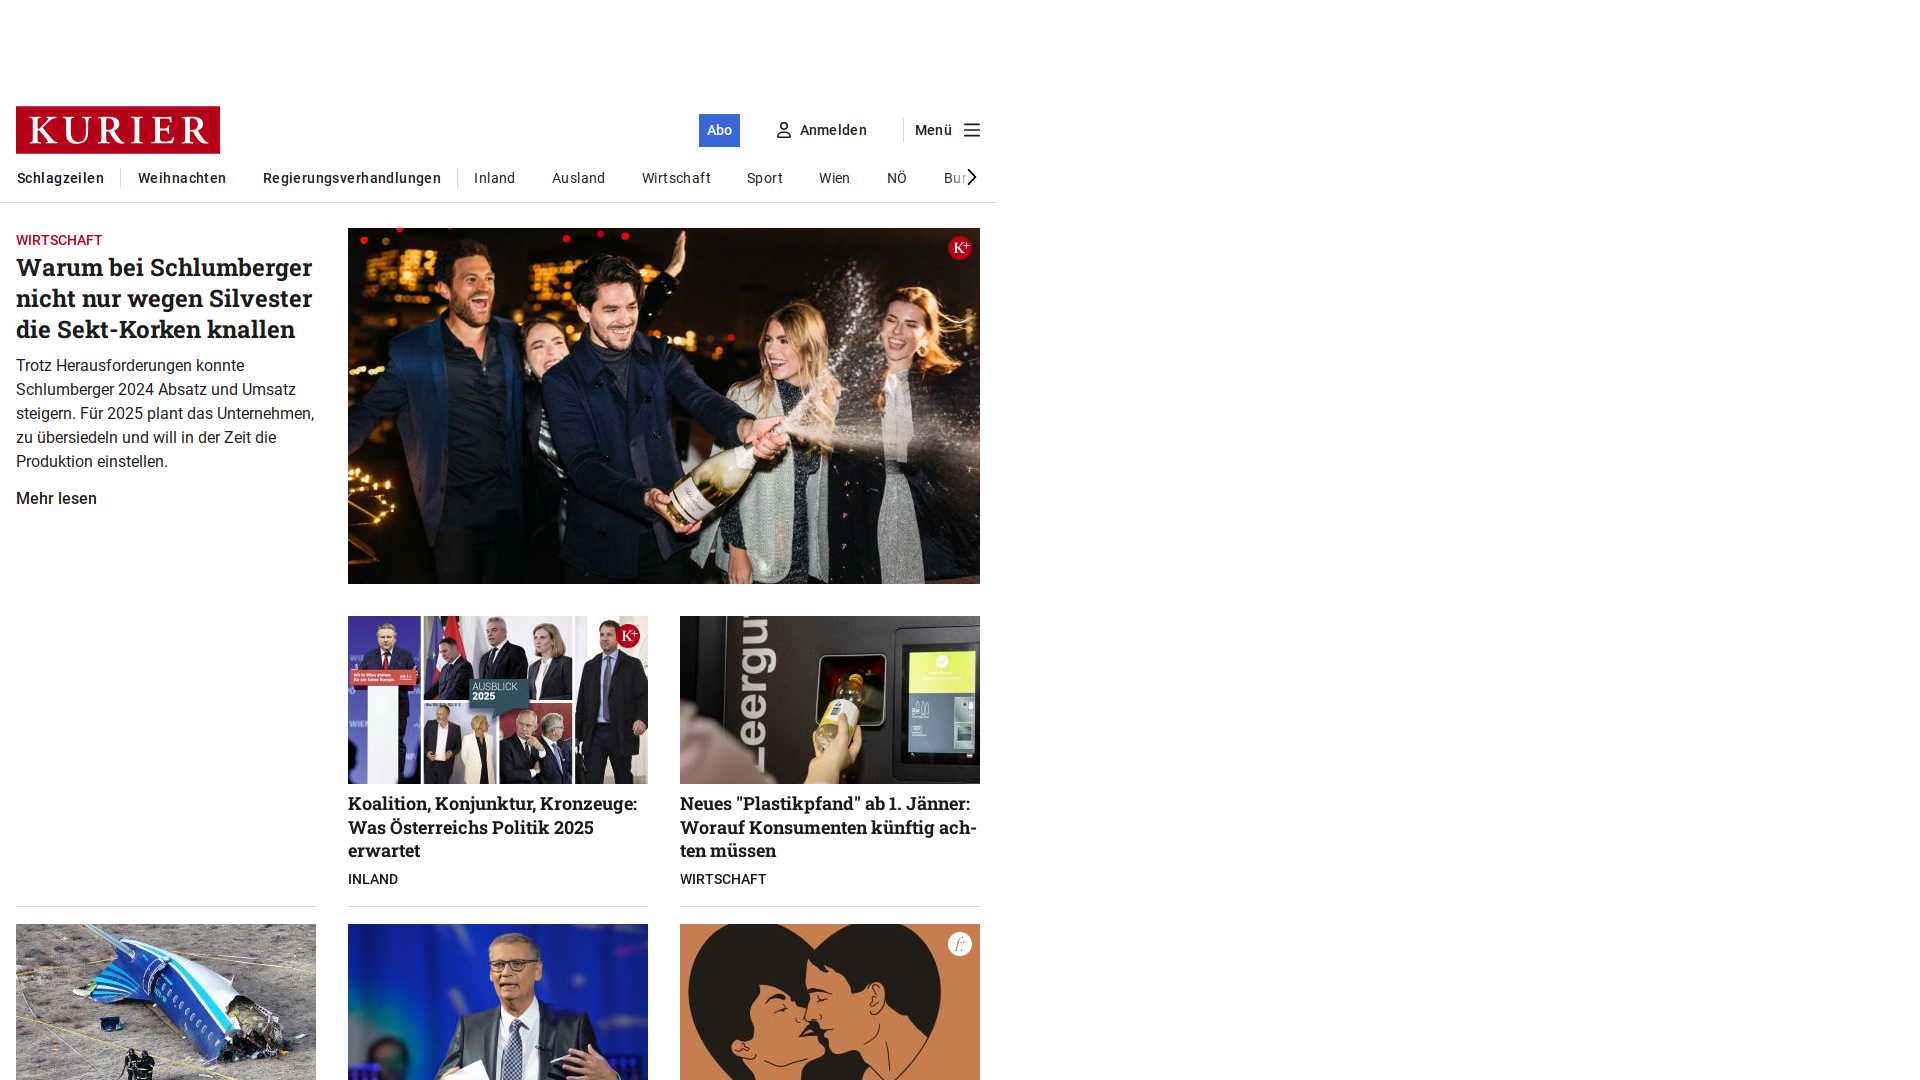 KURIER
Abo
Anmelden
Menü
Schlagzeilen
Weihnachten
Regierungsverhandlungen
Inland
Ausland
Wirtschaft
Sport
Wien
NÖ
WIRTSCHAFT
Warum bei Schlumberger
nicht nur wegen Silvester
die Sekt-Korken knallen
Trotz Herausforderungen konnte
Schlumberger 2024 Absatz und Umsatz
steigern. Für 2025 plant das Unternehmen,
zu übersiedeln und will in der Zeit die
Produktion einstellen.
Mehr lesen
K+
K+
AUSBLICK
2025
Leergu
Koalition, Konjunktur, Kronzeuge:
Was Österreichs Politik 2025
erwartet
INLAND
Neues "Plastikpfand" ab 1. Jänner:
Worauf Konsumenten künftig ach-
ten müssen
WIRTSCHAFT
f+